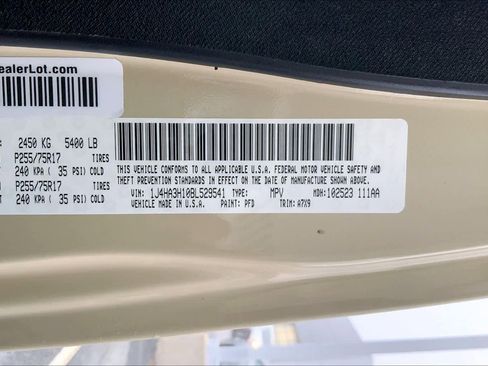 ealerLot.com
2450 KG 5400 LB
P255/75R17 TIRES
240 KPA ( 35 PSI) COLD
P255/75R17 TIRES
240 KPA ( 35 PSI) COLD
THIS VEHICLE CONFORMS TO ALL APPLICABLE U.S.A. FEDERAL MOTOR VEHICLE SAFETY AND
THEFT PREVENTION STANDARDS IN EFFECT ON THE DATE OF MANUFACTURE SHOWN ABOVE.
VIN: 1J4HA3H10BL529541 TYPE: MPV MDH: 102523 111AA
VEHICLE MADE IN U.S.A. PAINT: PFD TRIM: A7X9